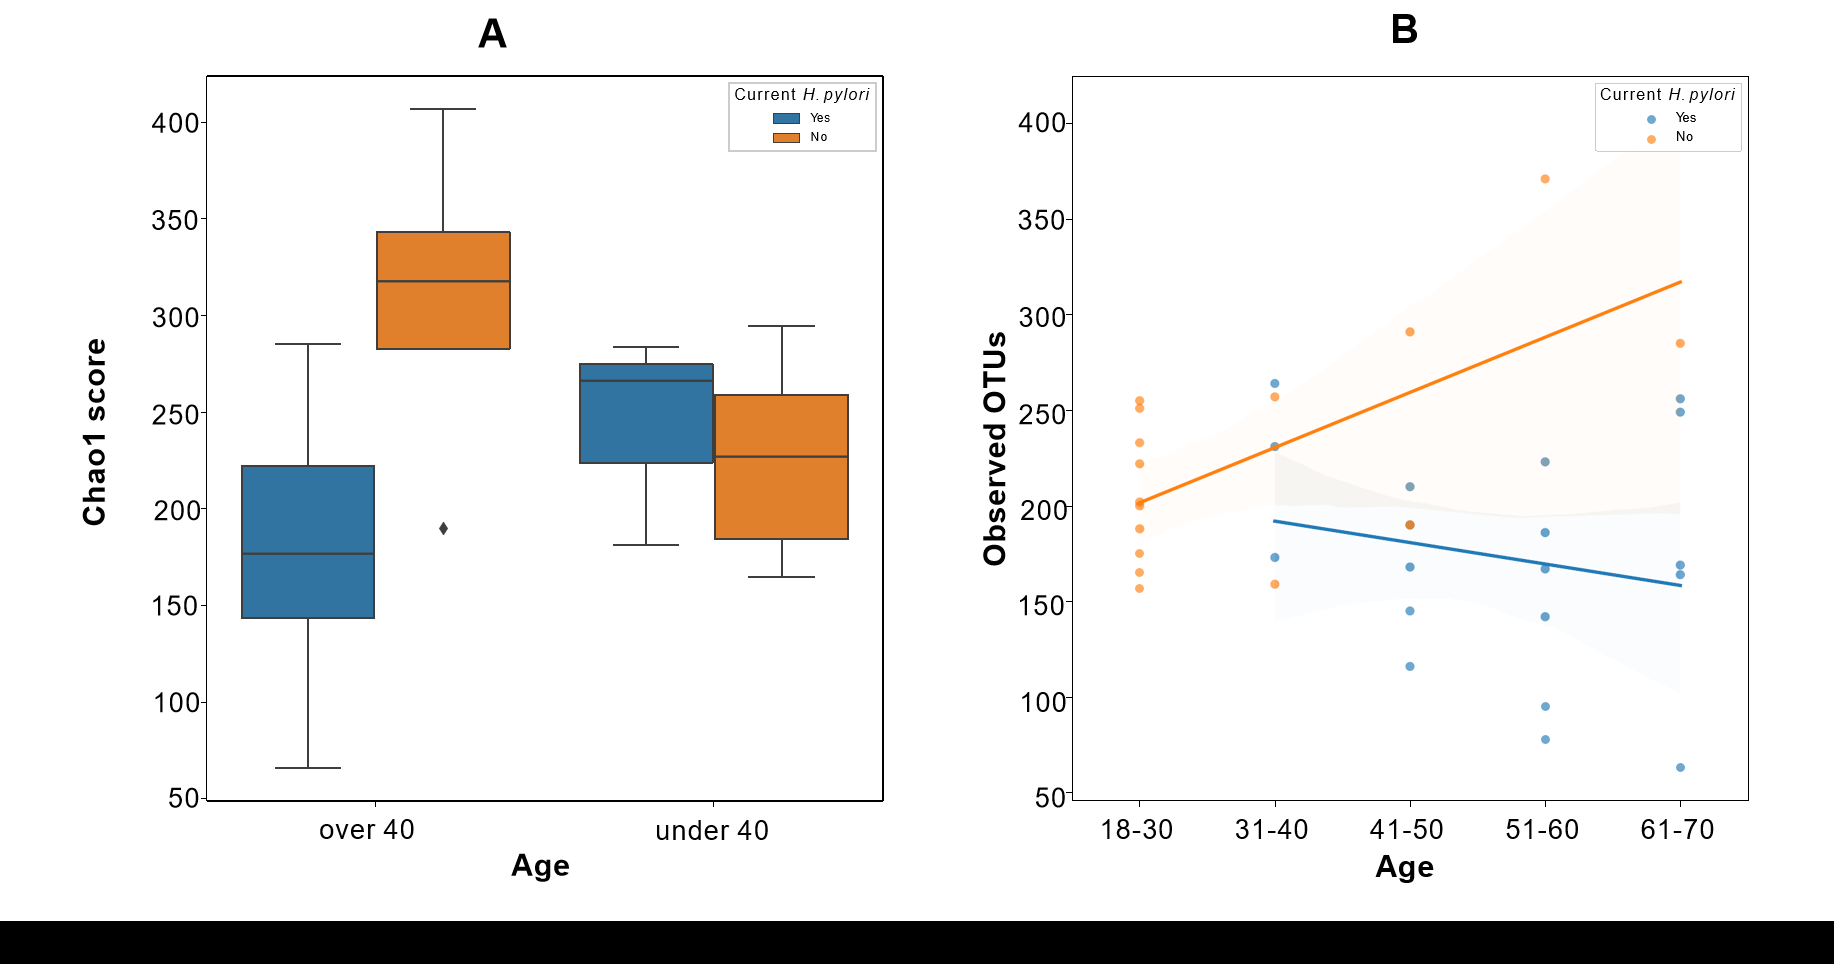 A
Current H. pylori
Yes
No
400
350
300
250
200
150
100
50
Chao1 score
over 40
under 40
Age
B
Current H. pylori
Yes
No
400
350
300
250
200
150
100
50
Observed OTUs
18-30
31-40
41-50
51-60
61-70
Age